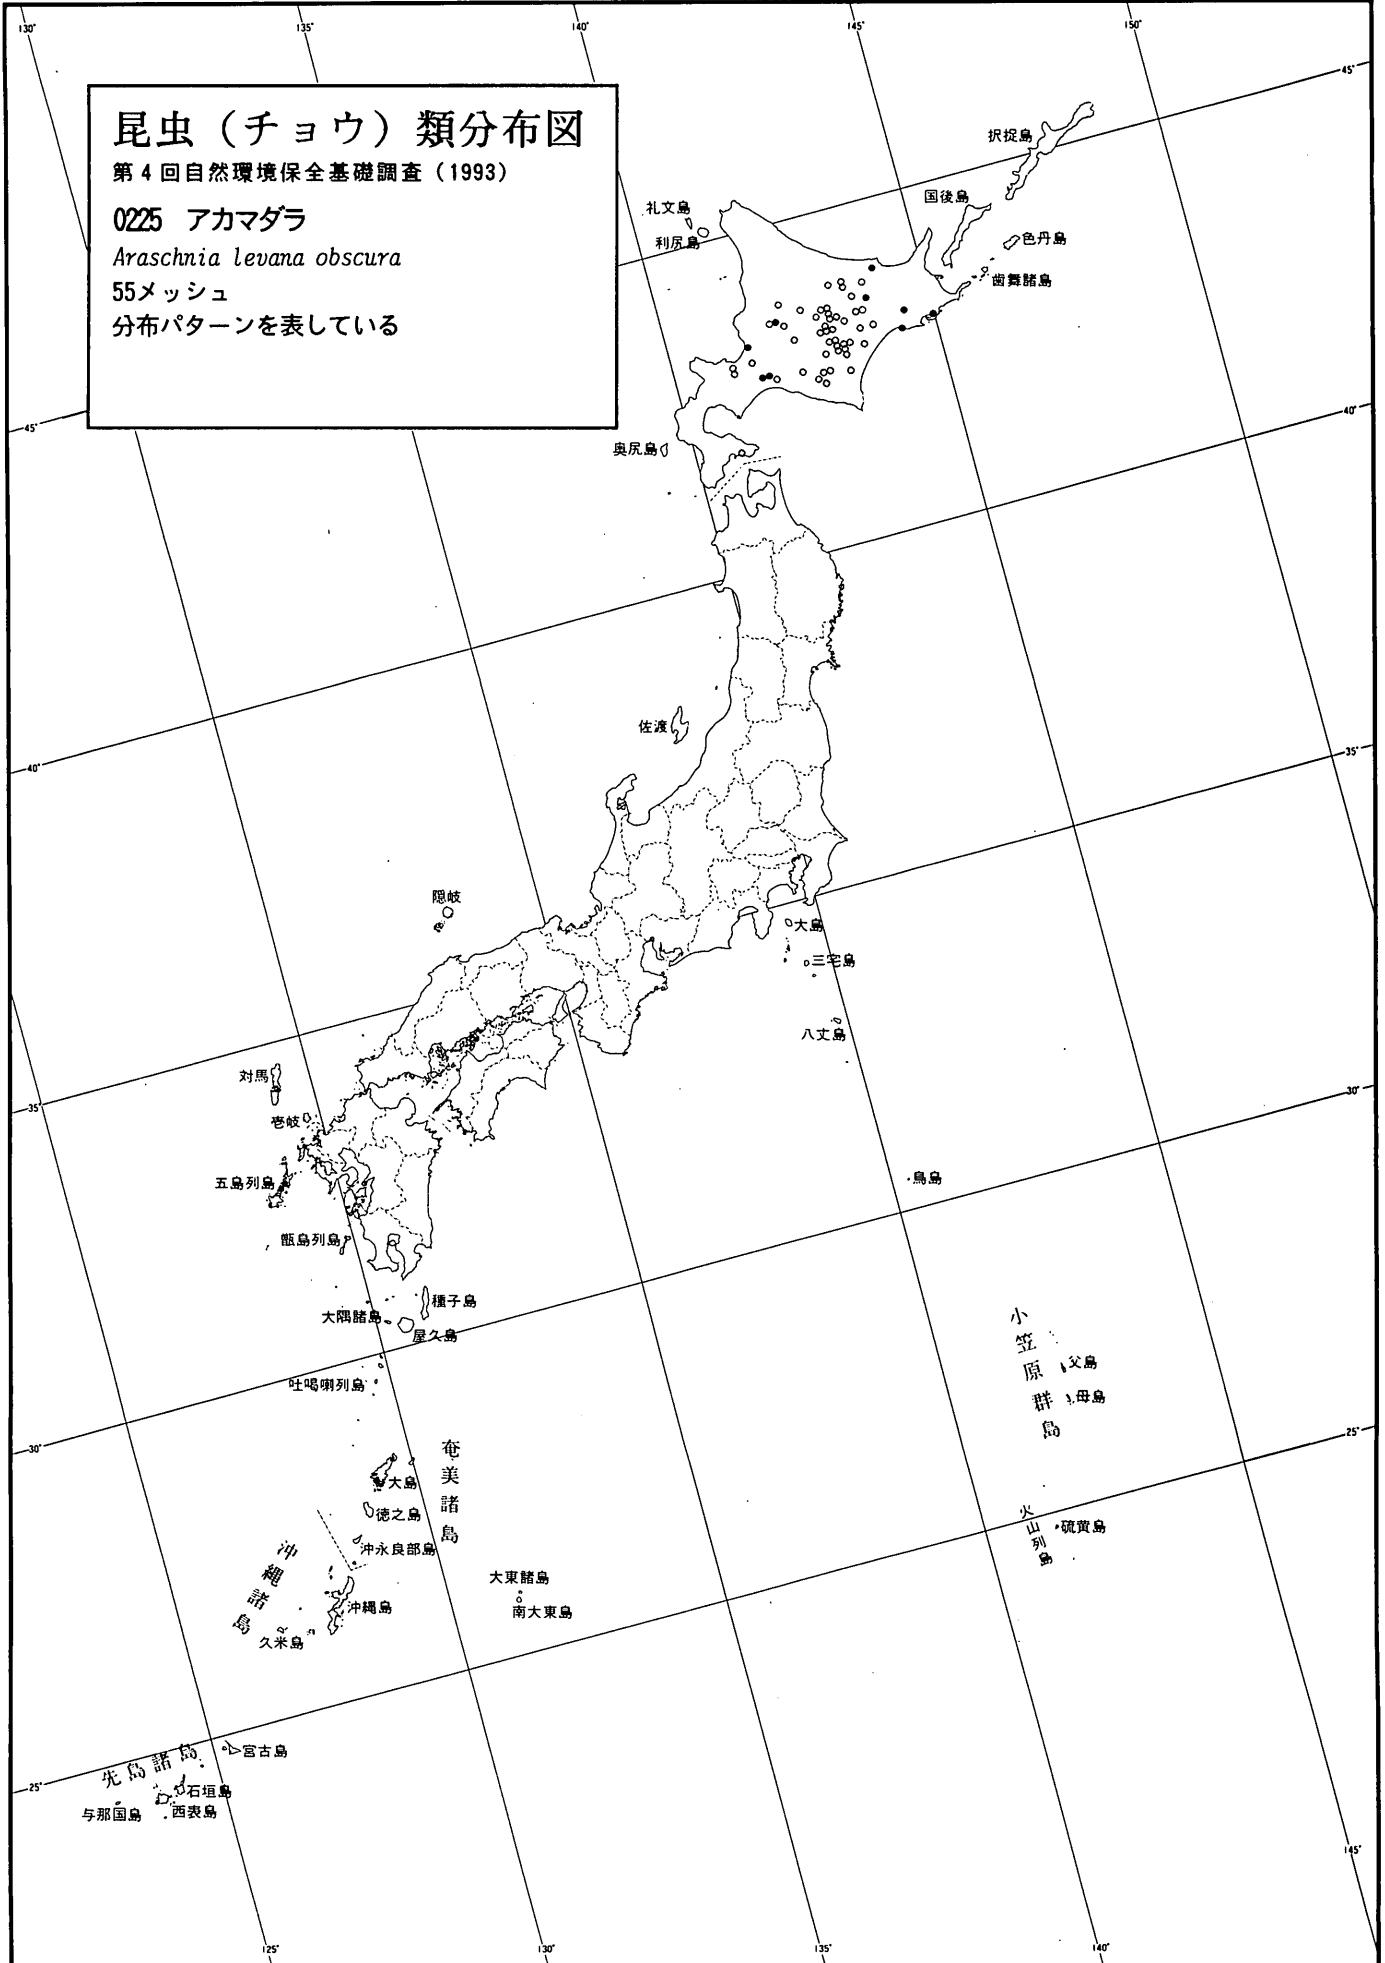 130°
135°
140°
145°
150°
昆虫（チョウ）類分布図
第4回自然環境保全基礎調査（1993）
0225 アカマダラ
Araschnia levana obscura
55メッシュ
分布パターンを表している
45°
択捉島
国後島
礼文島
利尻島
色丹島
歯舞諸島
45°
40°
奥尻島
佐渡
40°
35°
隠岐
大島
三宅島
八丈島
対馬
35°
壱岐
30°
五島列島
鳥島
甑島列島
種子島
大隅諸島
屋久島
吐噶喇列島
小笠原群島
父島
母島
30°
25°
奄美諸島
大島
徳之島
沖永良部島
火山列島
硫黄島
沖縄諸島
大東諸島
南大東島
沖縄島
久米島
先島諸島
宮古島
25°
石垣島
与那国島
西表島
145°
125°
130°
135°
140°